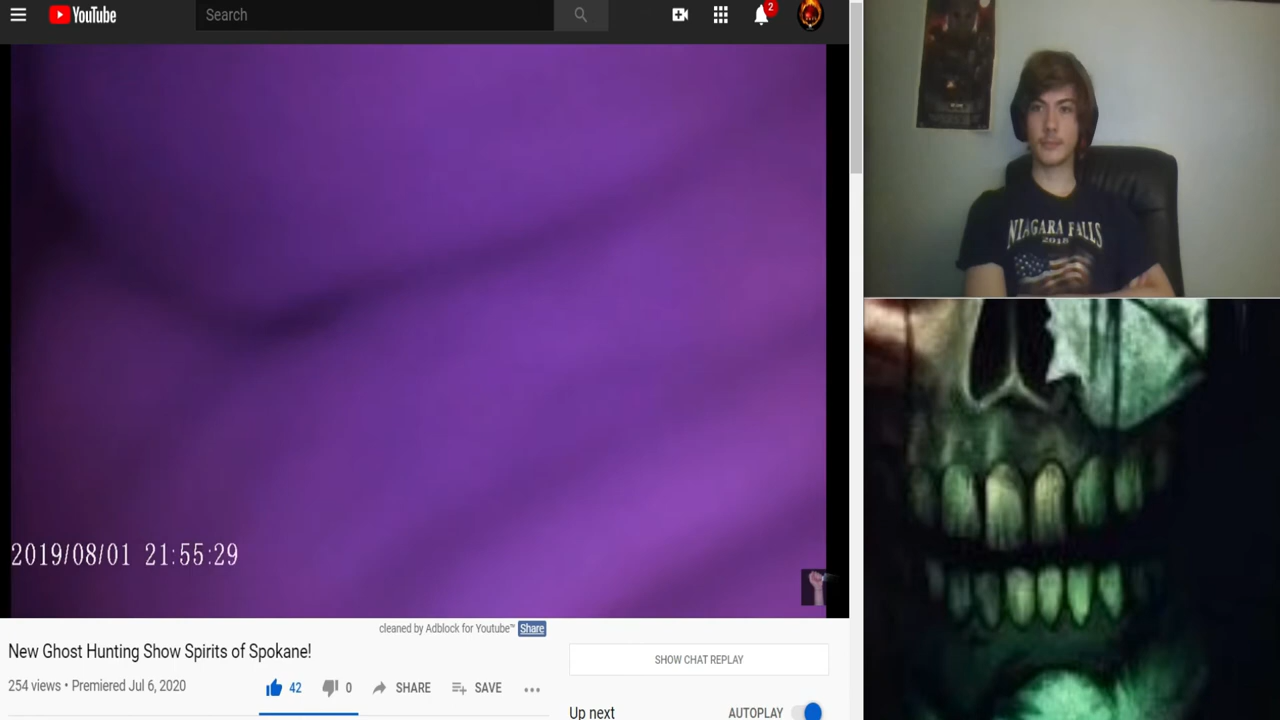 YouTube
Search
2
2019/08/01 21:55:29
NIAGARA FALLS
2018
cleaned by Adblock for Youtube™ Share
New Ghost Hunting Show Spirits of Spokane!
254 views • Premiered Jul 6, 2020
42
0
SHARE
SAVE
SHOW CHAT REPLAY
Up next
AUTOPLAY